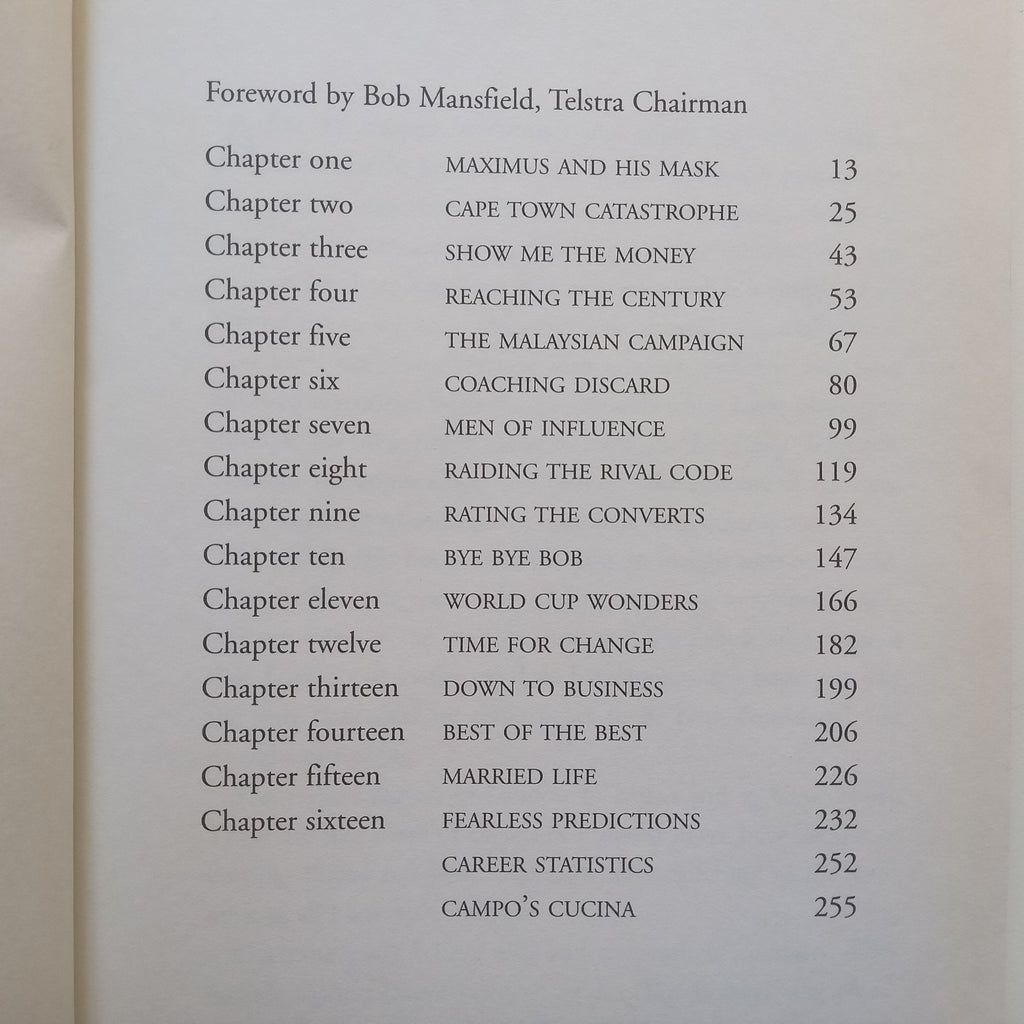 Foreword by Bob Mansfield, Telstra Chairman
Chapter one MAXIMUS AND HIS MASK 13
Chapter two CAPE TOWN CATASTROPHE 25
Chapter three SHOW ME THE MONEY 43
Chapter four REACHING THE CENTURY 53
Chapter five THE MALAYSIAN CAMPAIGN 67
Chapter six COACHING DISCARD 80
Chapter seven MEN OF INFLUENCE 99
Chapter eight RAIDING THE RIVAL CODE 119
Chapter nine RATING THE CONVERTS 134
Chapter ten BYE BYE BOB 147
Chapter eleven WORLD CUP WONDERS 166
Chapter twelve TIME FOR CHANGE 182
Chapter thirteen DOWN TO BUSINESS 199
Chapter fourteen BEST OF THE BEST 206
Chapter fifteen MARRIED LIFE 226
Chapter sixteen FEARLESS PREDICTIONS 232
CAREER STATISTICS 252
CAMPO'S CUCINA 255